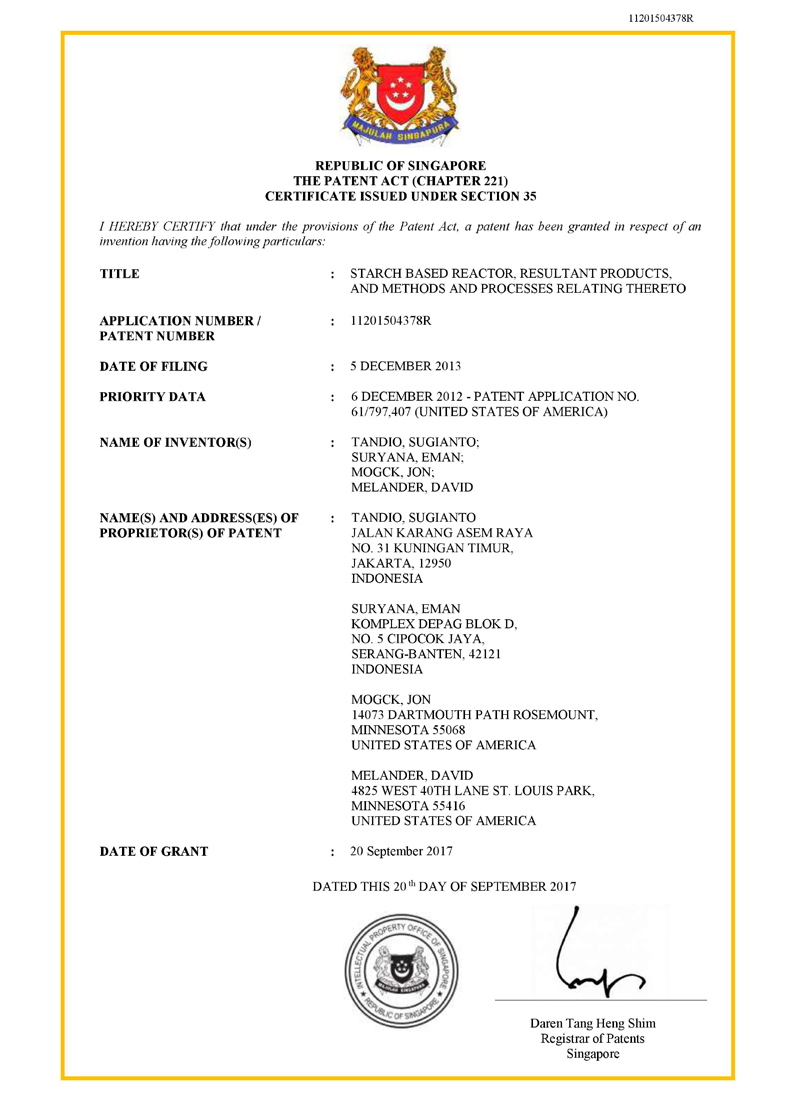 11201504378R
MAJULAH SINGAPURA
REPUBLIC OF SINGAPORE
THE PATENT ACT (CHAPTER 221)
CERTIFICATE ISSUED UNDER SECTION 35
I HEREBY CERTIFY that under the provisions of the Patent Act, a patent has been granted in respect of an
invention having the following particulars:
TITLE : STARCH BASED REACTOR, RESULTANT PRODUCTS,
AND METHODS AND PROCESSES RELATING THERETO
APPLICATION NUMBER / : 11201504378R
PATENT NUMBER
DATE OF FILING : 5 DECEMBER 2013
PRIORITY DATA : 6 DECEMBER 2012 - PATENT APPLICATION NO.
61/797,407 (UNITED STATES OF AMERICA)
NAME OF INVENTOR(S) : TANDIO, SUGIANTO;
SURYANA, EMAN;
MOGCK, JON;
MELANDER, DAVID
NAME(S) AND ADDRESS(ES) OF : TANDIO, SUGIANTO
PROPRIETOR(S) OF PATENT JALAN KARANG ASEM RAYA
NO. 31 KUNINGAN TIMUR,
JAKARTA, 12950
INDONESIA
SURYANA, EMAN
KOMPLEX DEPAG BLOK D,
NO. 5 CIPOCOK JAYA,
SERANG-BANTEN, 42121
INDONESIA
MOGCK, JON
14073 DARTMOUTH PATH ROSEMOUNT,
MINNESOTA 55068
UNITED STATES OF AMERICA
MELANDER, DAVID
4825 WEST 40TH LANE ST. LOUIS PARK,
MINNESOTA 55416
UNITED STATES OF AMERICA
DATE OF GRANT : 20 September 2017
DATED THIS 20th DAY OF SEPTEMBER 2017
INTELLECTUAL PROPERTY OFFICE OF SINGAPORE
MAJULAH SINGAPURA
REPUBLIC OF SINGAPORE
Daren Tang Heng Shim
Registrar of Patents
Singapore